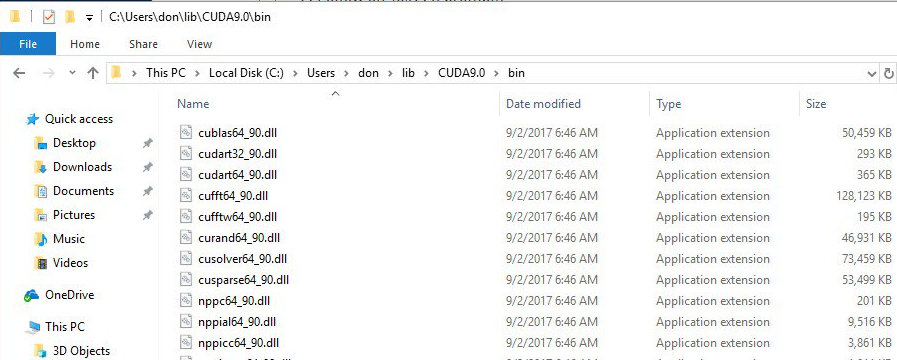 C:\Users\don\lib\CUDA9.0\bin
File Home Share View
This PC Local Disk (C:) Users don lib CUDA9.0 bin
Name Date modified Type Size
Quick access
Desktop
Downloads
Documents
Pictures
Music
Videos
OneDrive
This PC
3D Objects
cublas64_90.dll 9/2/2017 6:46 AM Application extension 50,459 KB
cudart32_90.dll 9/2/2017 6:46 AM Application extension 293 KB
cudart64_90.dll 9/2/2017 6:46 AM Application extension 365 KB
cufft64_90.dll 9/2/2017 6:46 AM Application extension 128,123 KB
cufftw64_90.dll 9/2/2017 6:46 AM Application extension 195 KB
curand64_90.dll 9/2/2017 6:46 AM Application extension 46,931 KB
cusolver64_90.dll 9/2/2017 6:46 AM Application extension 73,459 KB
cusparse64_90.dll 9/2/2017 6:46 AM Application extension 53,499 KB
nppc64_90.dll 9/2/2017 6:46 AM Application extension 201 KB
nppial64_90.dll 9/2/2017 6:46 AM Application extension 9,516 KB
nppicc64_90.dll 9/2/2017 6:46 AM Application extension 3,861 KB